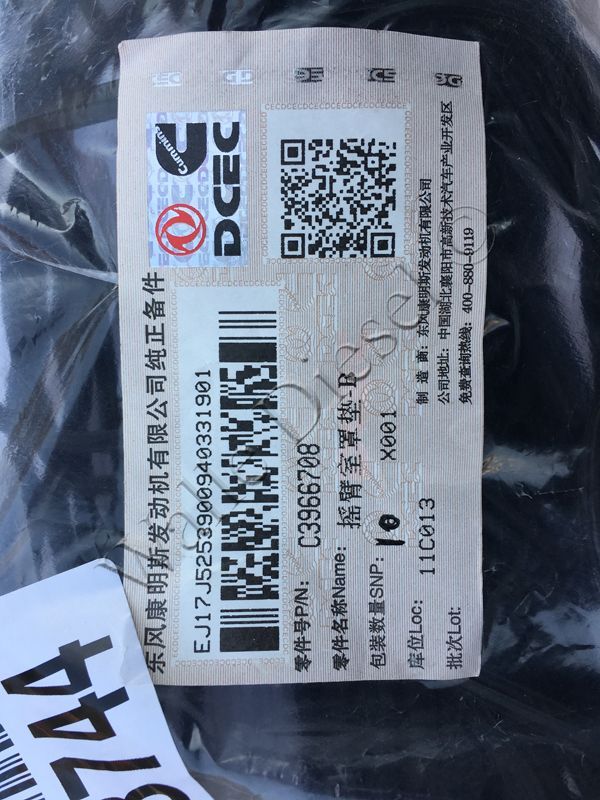 Cummins
DCEC
东风康明斯发动机有限公司纯正备件
EJ17J52539009403319​01
零件号P/N: C3966708
零件名称Name: 摇臂室罩垫-B
包装数量SNP: 10 X001
库位Loc: 11C013
批次Lot:
制 造 商: 东风康明斯发动机有限公司
公司地址: 中国湖北襄阳市高新技术汽车产业开发区
免费查询热线: 400-880-9119
Diesel
3744